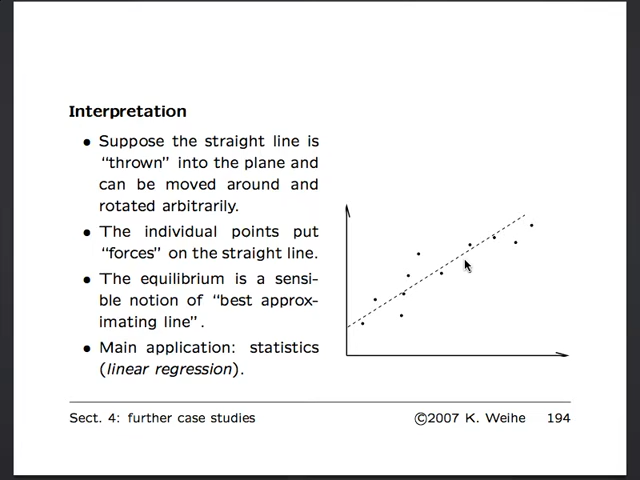 Interpretation
• Suppose the straight line is
“thrown” into the plane and
can be moved around and
rotated arbitrarily.
• The individual points put
“forces” on the straight line.
• The equilibrium is a sensi-
ble notion of “best approx-
imating line”.
• Main application: statistics
(linear regression).
Sect. 4: further case studies ©2007 K. Weihe 194